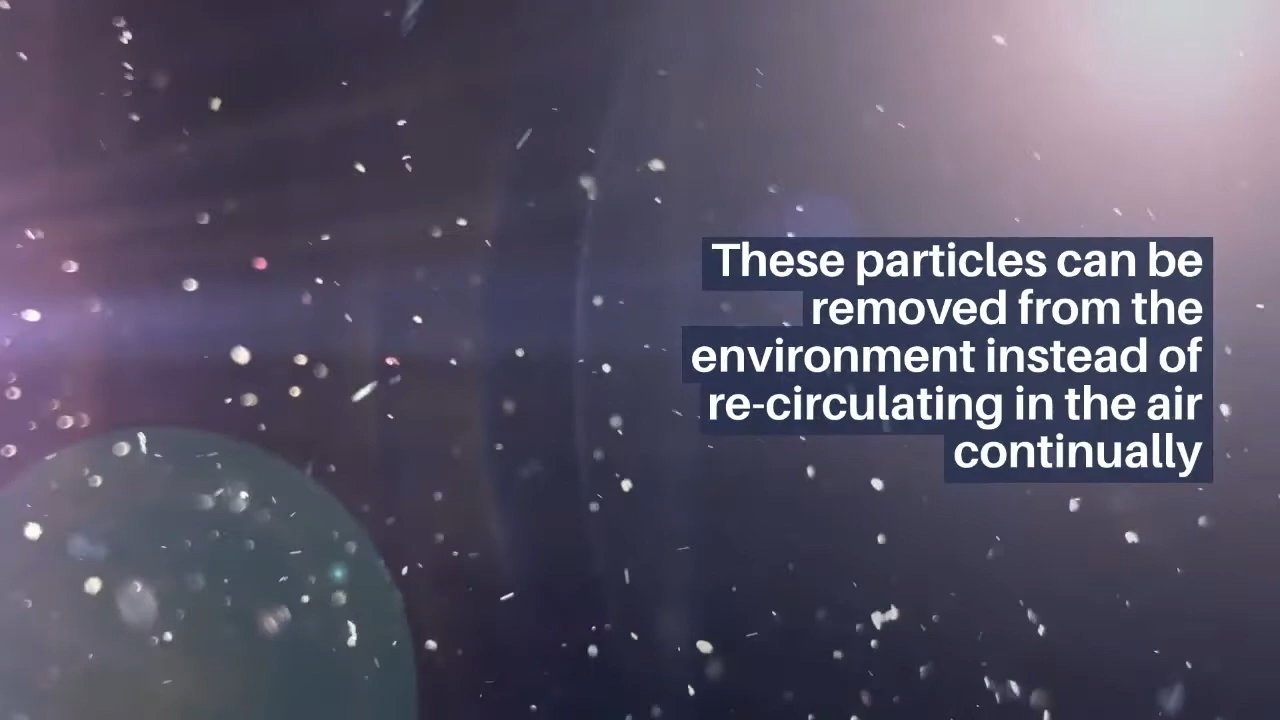 These particles can be
removed from the
environment instead of
re-circulating in the air
continually